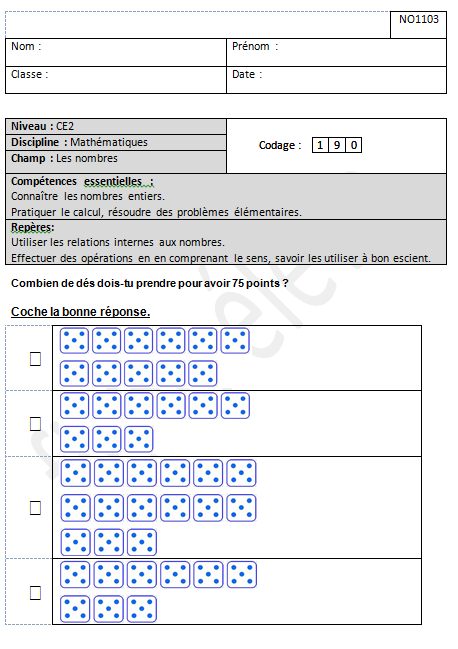 NO1103
Nom :
Prénom :
Classe :
Date :
Niveau : CE2
Discipline : Mathématiques
Champ : Les nombres
Codage : 1 9 0
Compétences essentielles :
Connaître les nombres entiers.
Pratiquer le calcul, résoudre des problèmes élémentaires.
Repères:
Utiliser les relations internes aux nombres.
Effectuer des opérations en en comprenant le sens, savoir les utiliser à bon escient.
Combien de dés dois-tu prendre pour avoir 75 points ?
Coche la bonne réponse.